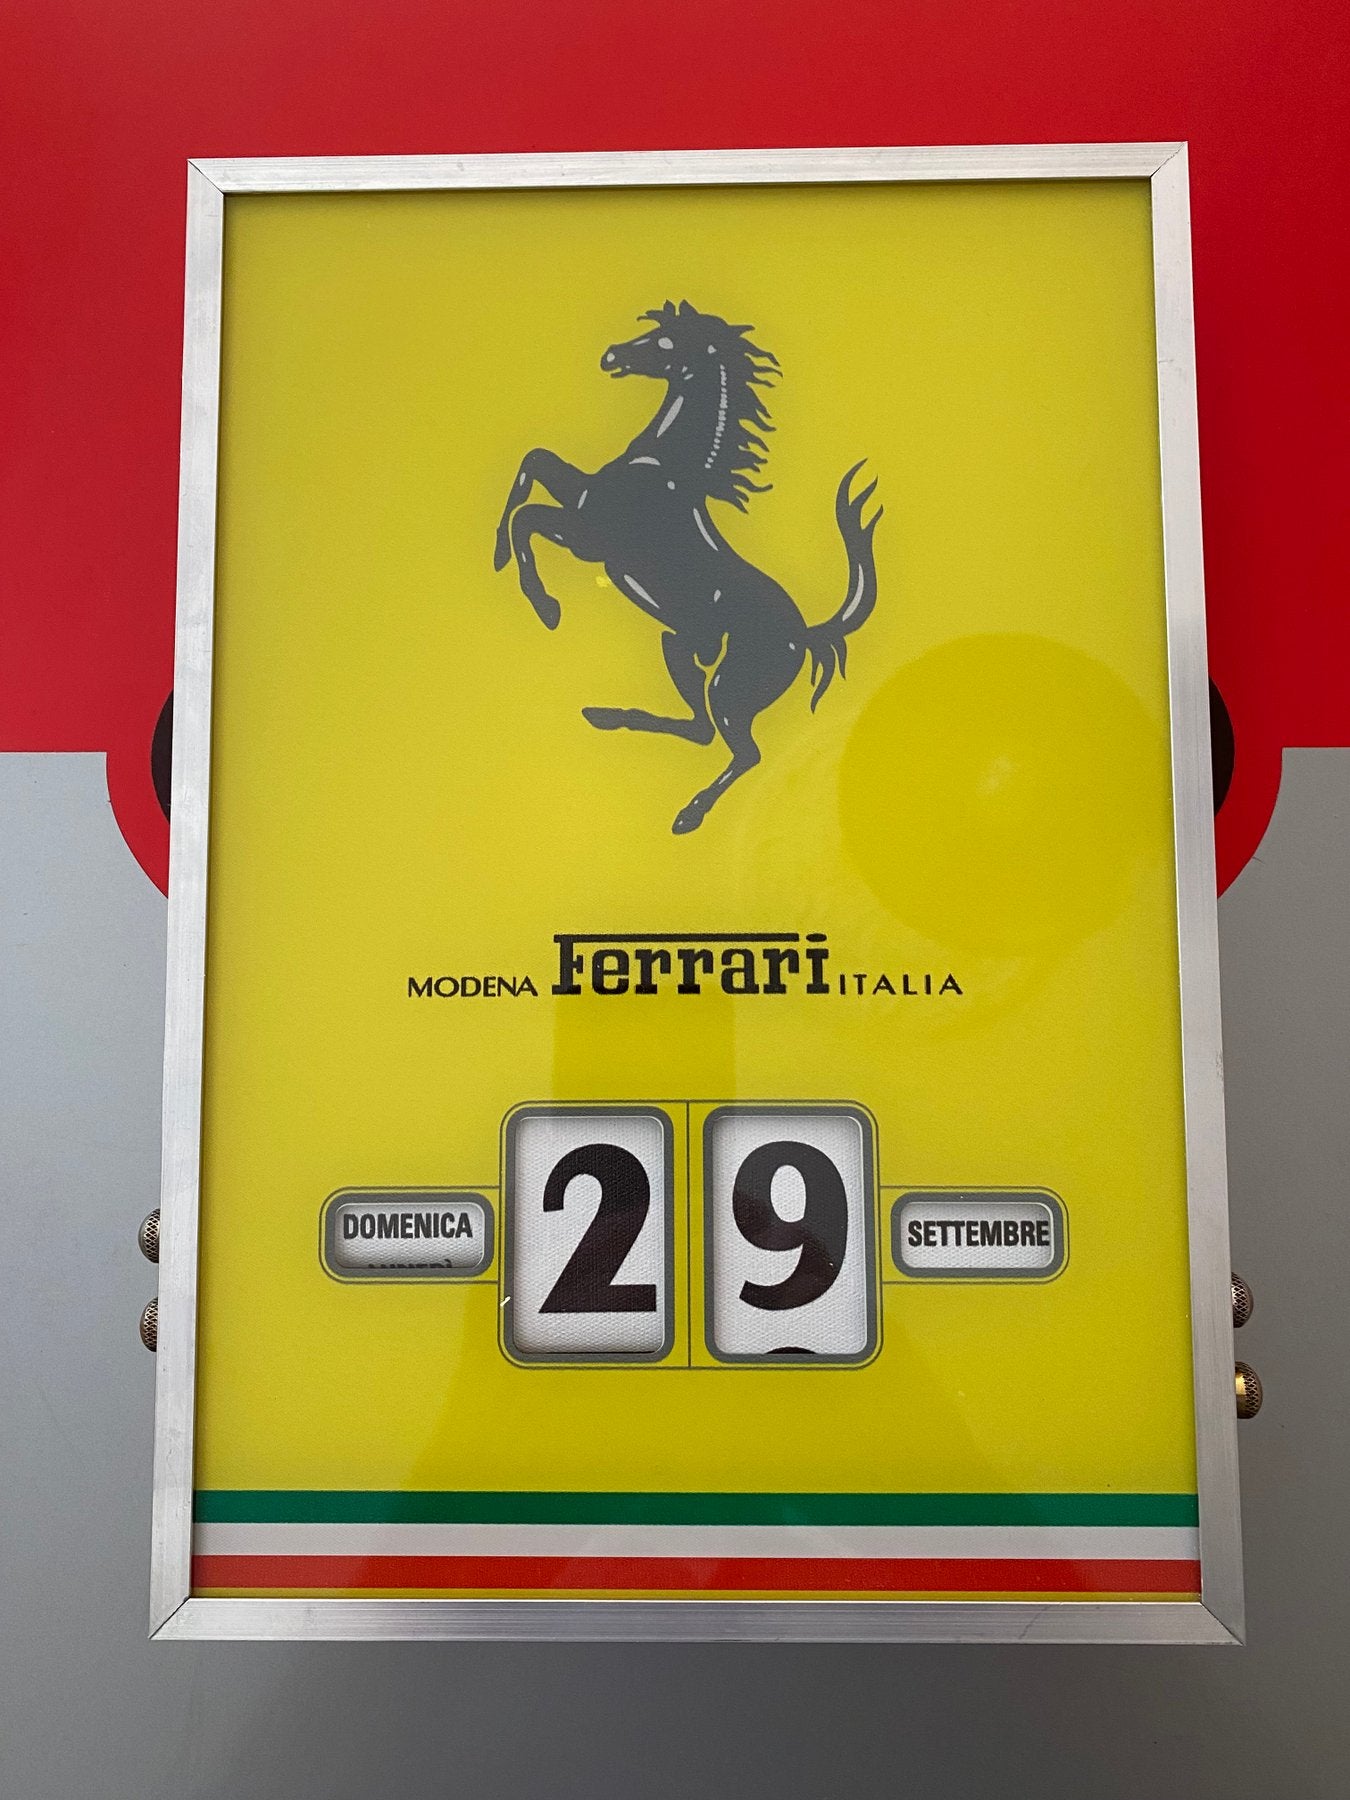 MODENA Ferrari ITALIA
DOMENICA 29 SETTEMBRE